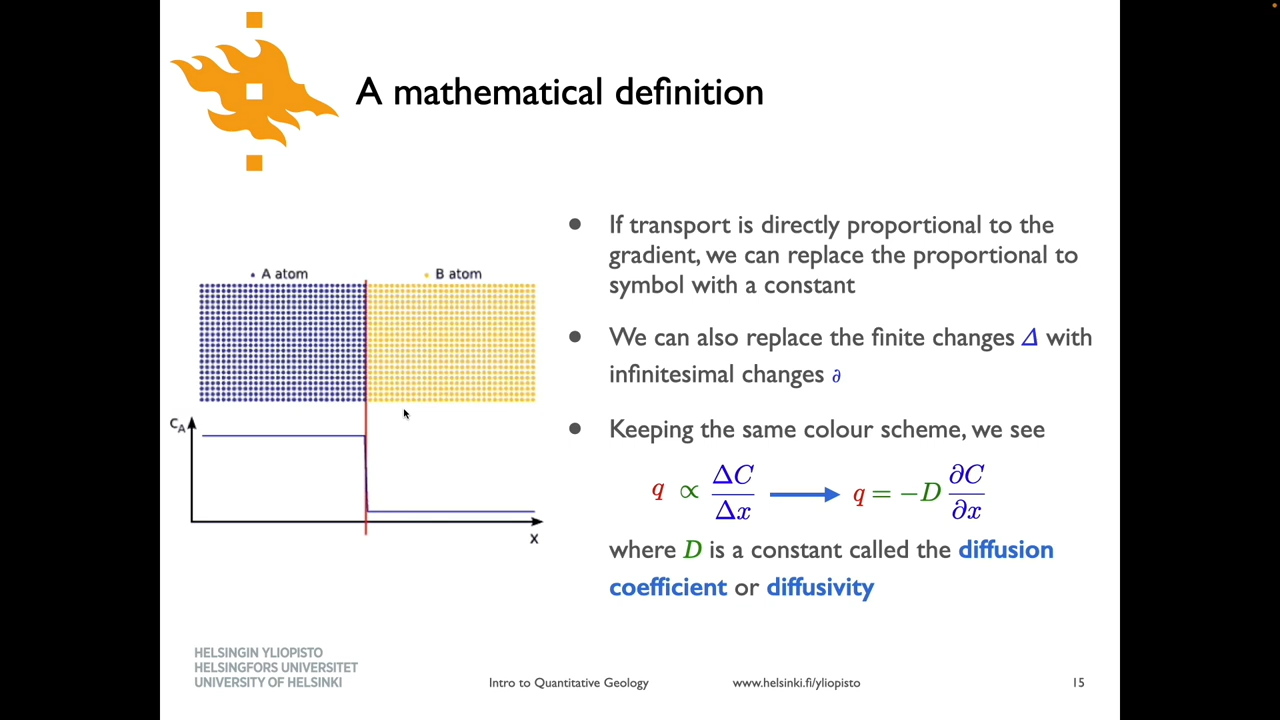 A mathematical definition
If transport is directly proportional to the
gradient, we can replace the proportional to
symbol with a constant
We can also replace the finite changes Δ with
infinitesimal changes ∂
Keeping the same colour scheme, we see
q ∝ ΔC/Δx → q = −D ∂C/∂x
where D is a constant called the diffusion
coefficient or diffusivity
A atom
B atom
C_A
x
HELSINGIN YLIOPISTO
HELSINGFORS UNIVERSITET
UNIVERSITY OF HELSINKI
Intro to Quantitative Geology
www.helsinki.fi/yliopisto
15